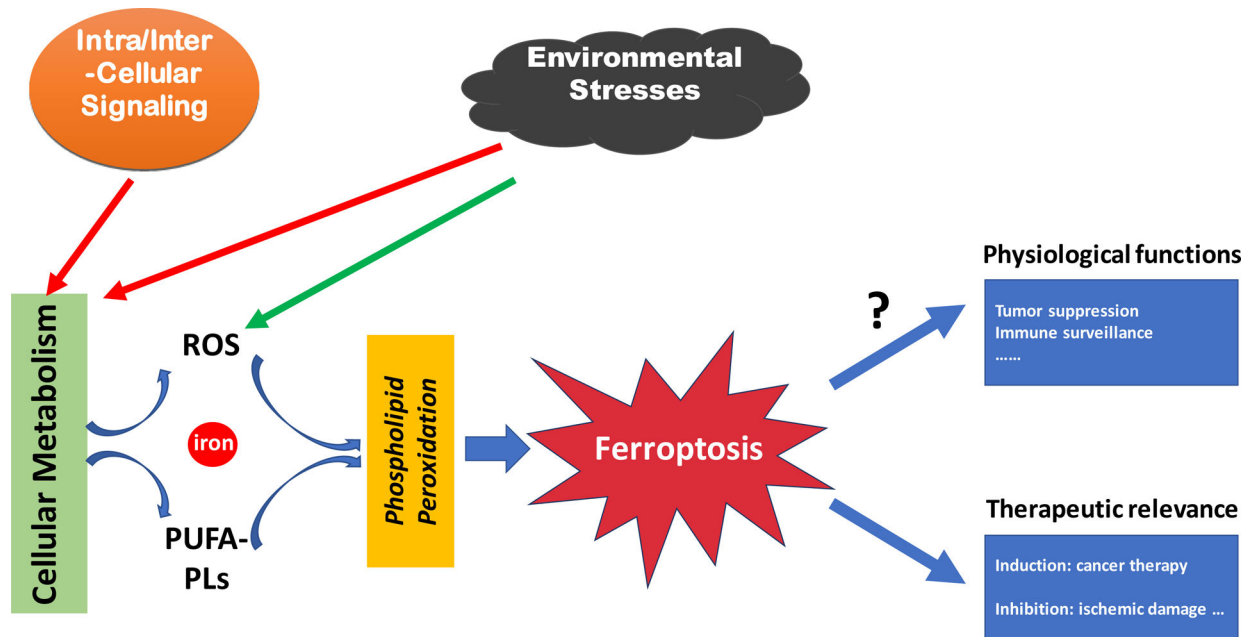 Intra/Inter
-Cellular
Signaling
Environmental
Stresses
Cellular Metabolism
ROS
iron
PUFA-
PLs
Phospholipid
Peroxidation
Ferroptosis
?
Physiological functions
Tumor suppression
Immune surveillance
......
Therapeutic relevance
Induction: cancer therapy
Inhibition: ischemic damage ...